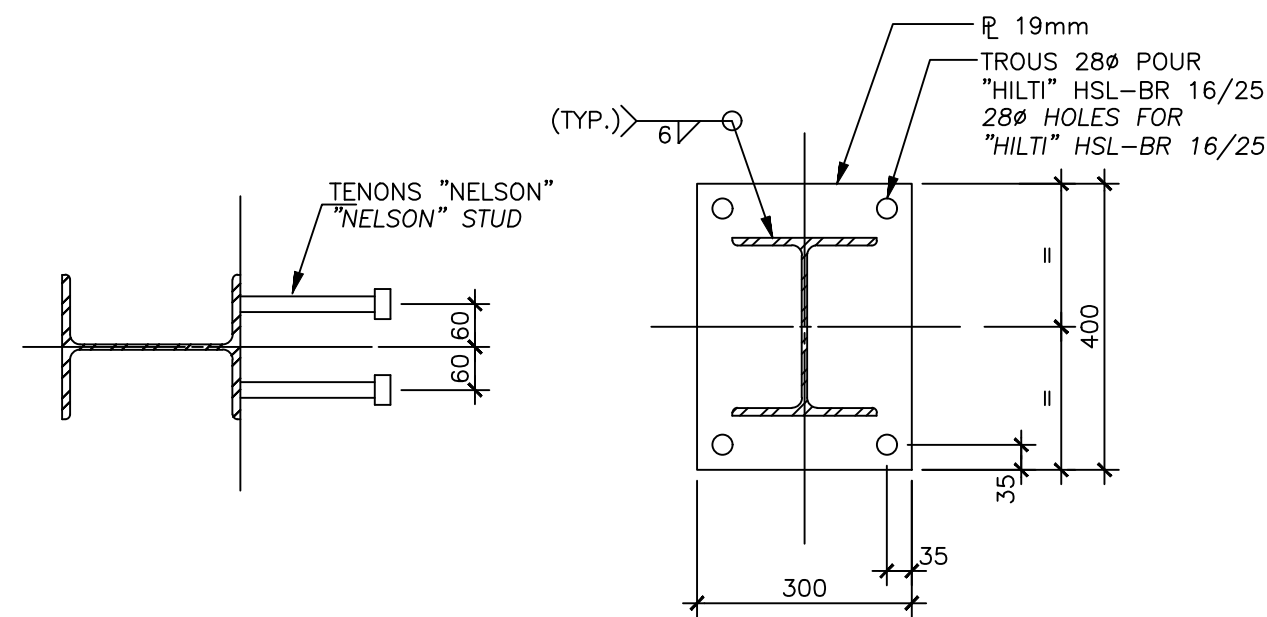 ℄ 19mm
TROUS 28ø POUR
"HILTI" HSL-BR 16/25
28ø HOLES FOR
"HILTI" HSL-BR 16/25
(TYP.)
6
TENONS "NELSON"
"NELSON" STUD
60
60
=
=
400
35
35
300